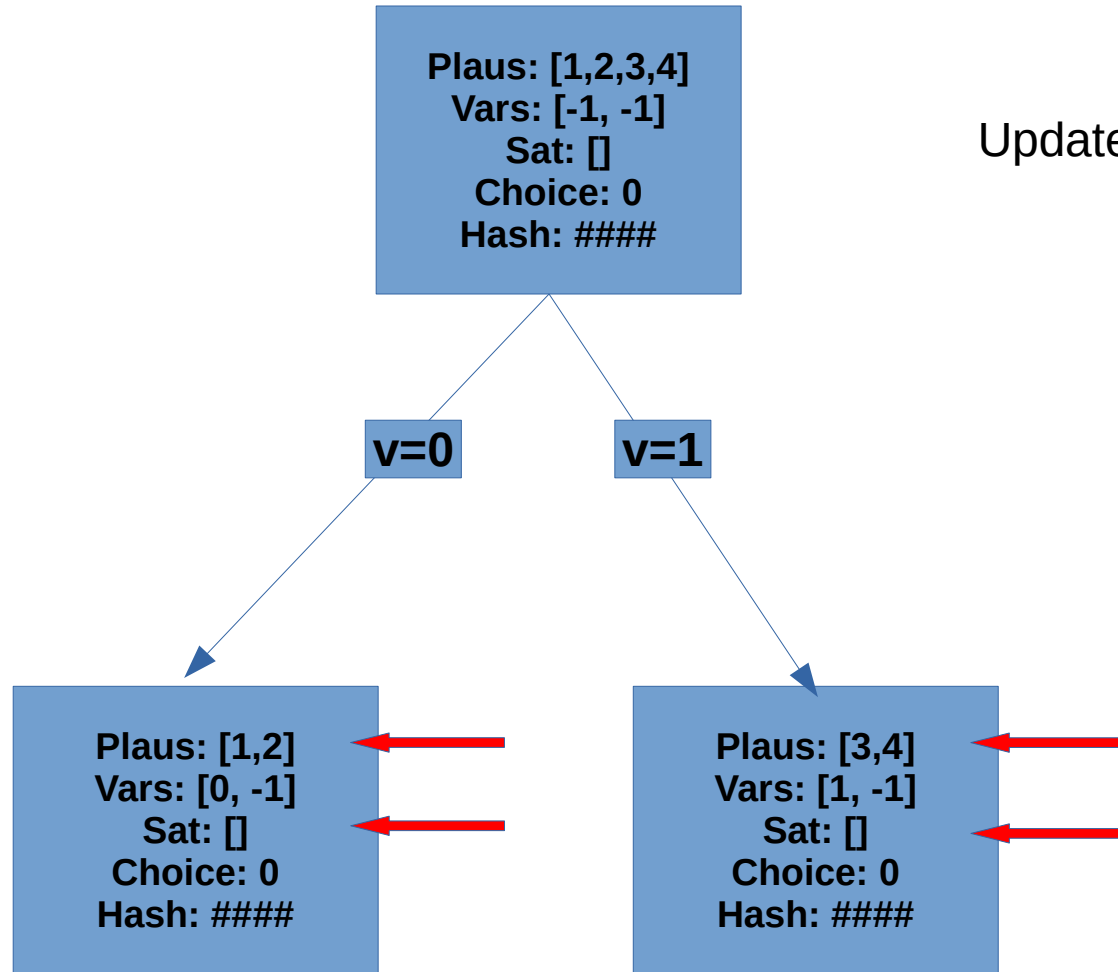 Plaus: [1,2,3,4]
Vars: [-1, -1]
Sat: []
Choice: 0
Hash: ####
Update
v=0
v=1
Plaus: [1,2]
Vars: [0, -1]
Sat: []
Choice: 0
Hash: ####
Plaus: [3,4]
Vars: [1, -1]
Sat: []
Choice: 0
Hash: ####